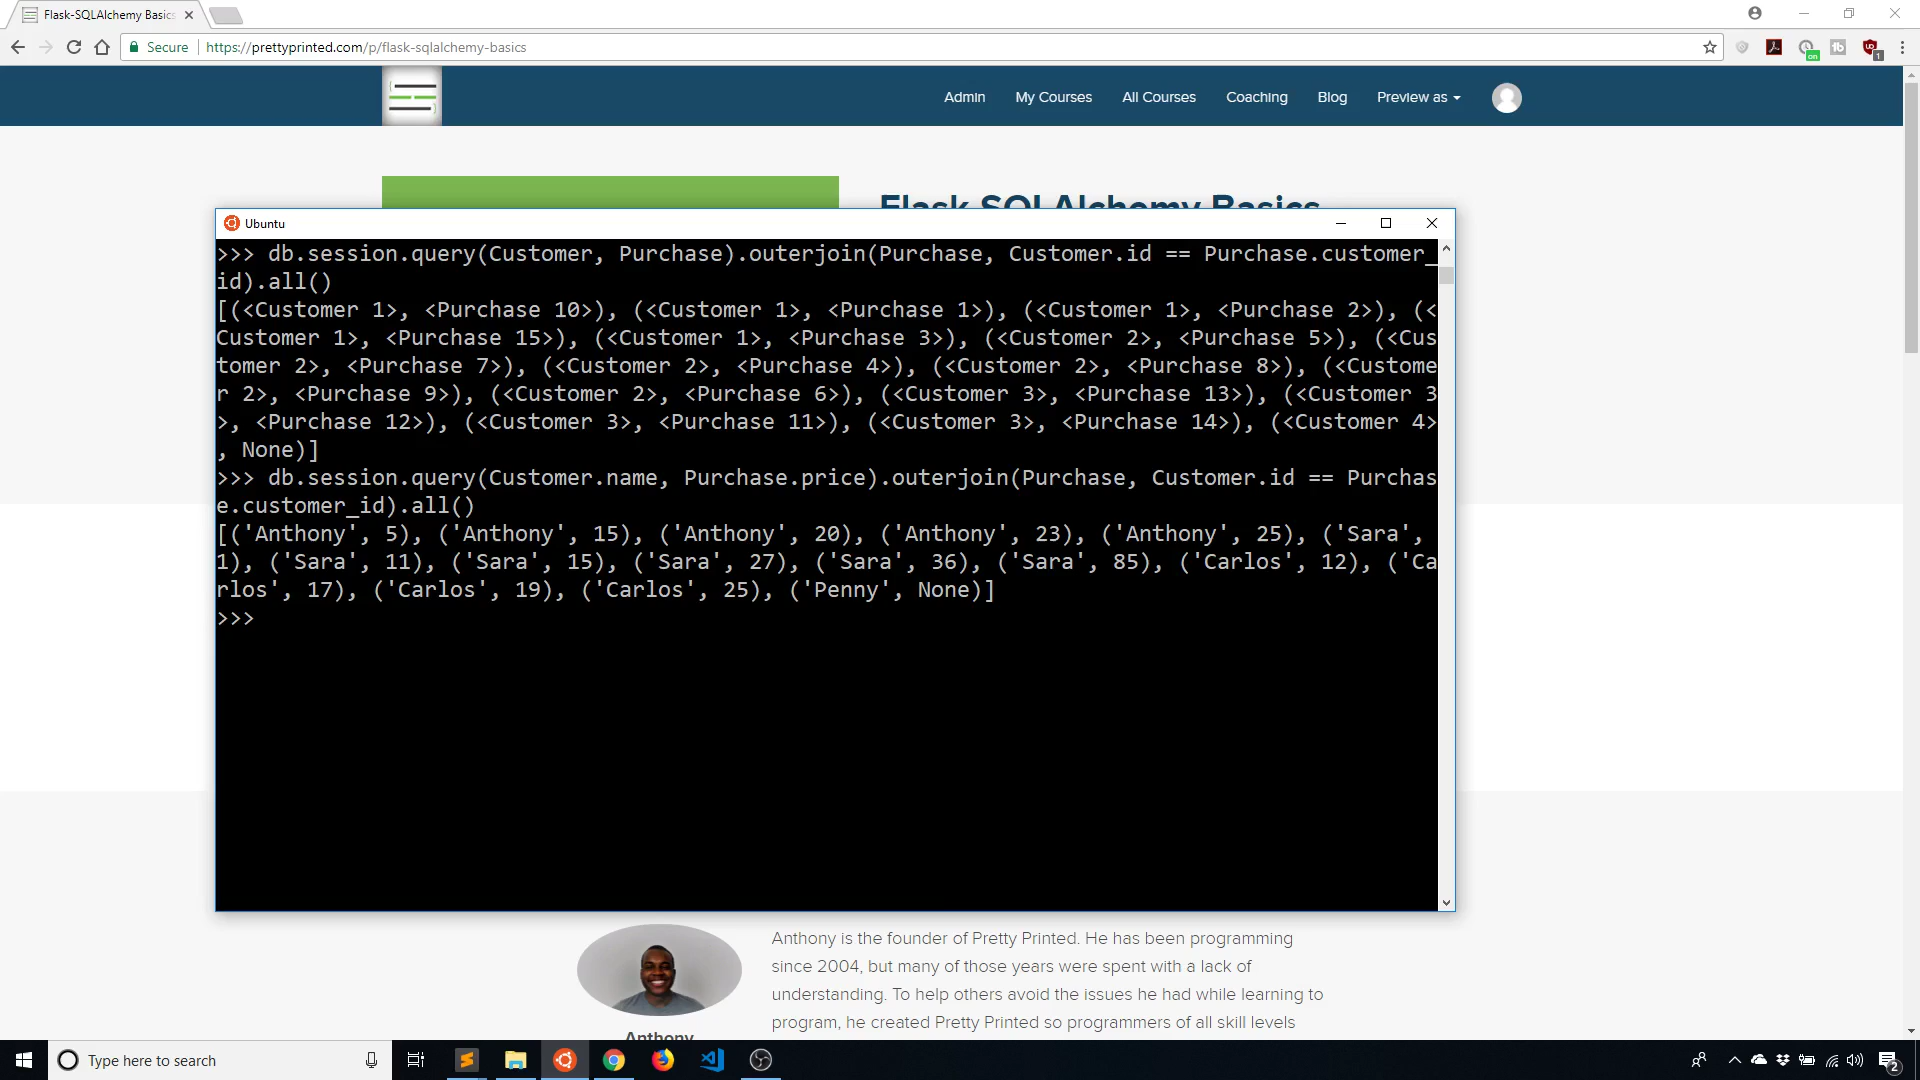 Flask-SQLAlchemy Basics
Secure
https://prettyprinted.com/p/flask-sqlalchemy-basics
on
1
Admin My Courses All Courses Coaching Blog Preview as
Flask-SQLAlchemy Basics
Ubuntu
>>> db.session.query(Customer, Purchase).outerjoin(Purchase, Customer.id == Purchase.customer_
id).all()
[(<Customer 1>, <Purchase 10>), (<Customer 1>, <Purchase 1>), (<Customer 1>, <Purchase 2>), (<
Customer 1>, <Purchase 15>), (<Customer 1>, <Purchase 3>), (<Customer 2>, <Purchase 5>), (<Cus
tomer 2>, <Purchase 7>), (<Customer 2>, <Purchase 4>), (<Customer 2>, <Purchase 8>), (<Custome
r 2>, <Purchase 9>), (<Customer 2>, <Purchase 6>), (<Customer 3>, <Purchase 13>), (<Customer 3
>, <Purchase 12>), (<Customer 3>, <Purchase 11>), (<Customer 3>, <Purchase 14>), (<Customer 4>
, None)]
>>> db.session.query(Customer.name, Purchase.price).outerjoin(Purchase, Customer.id == Purchas
e.customer_id).all()
[('Anthony', 5), ('Anthony', 15), ('Anthony', 20), ('Anthony', 23), ('Anthony', 25), ('Sara',
1), ('Sara', 11), ('Sara', 15), ('Sara', 27), ('Sara', 36), ('Sara', 85), ('Carlos', 12), ('Ca
rlos', 17), ('Carlos', 19), ('Carlos', 25), ('Penny', None)]
>>>
Anthony is the founder of Pretty Printed. He has been programming
since 2004, but many of those years were spent with a lack of
understanding. To help others avoid the issues he had while learning to
program, he created Pretty Printed so programmers of all skill levels
Anthony
Type here to search
2